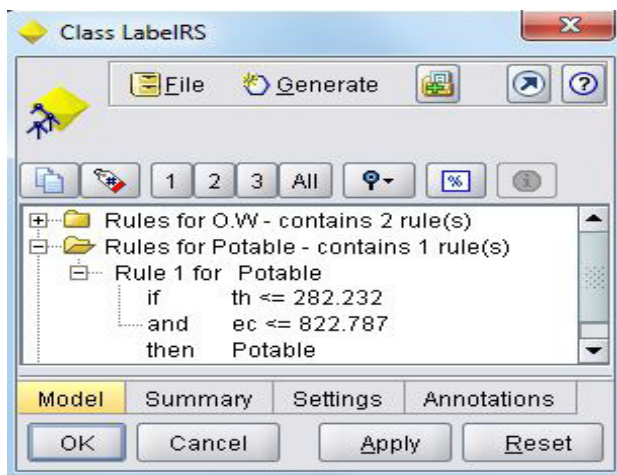 Class LabelRS
File Generate
1 2 3 All %
Rules for O.W - contains 2 rule(s)
Rules for Potable - contains 1 rule(s)
Rule 1 for Potable
if th <= 282.232
and ec <= 822.787
then Potable
Model Summary Settings Annotations
OK Cancel Apply Reset